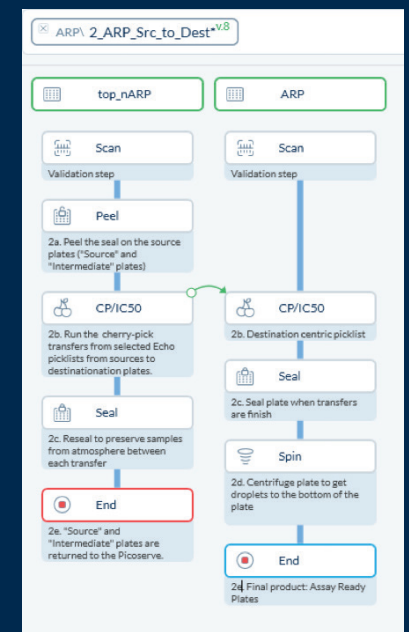 ARP\ 2_ARP_Src_to_Dest*v.8
top_nARP
Scan
Validation step
Peel
2a. Peel the seal on the source
plates ("Source" and
"Intermediate" plates)
CP/IC50
2b. Run the cherry-pick
transfers from selected Echo
picklists from sources to
destinationation plates.
Seal
2c. Reseal to preserve samples
from atmosphere between
each transfer
End
2e. "Source" and
"Intermediate" plates are
returned to the Picoserve.
ARP
Scan
Validation step
CP/IC50
2b. Destination centric picklist
Seal
2c. Seal plate when transfers
are finish
Spin
2d. Centrifuge plate to get
droplets to the bottom of the
plate
End
2e. Final product: Assay Ready
Plates